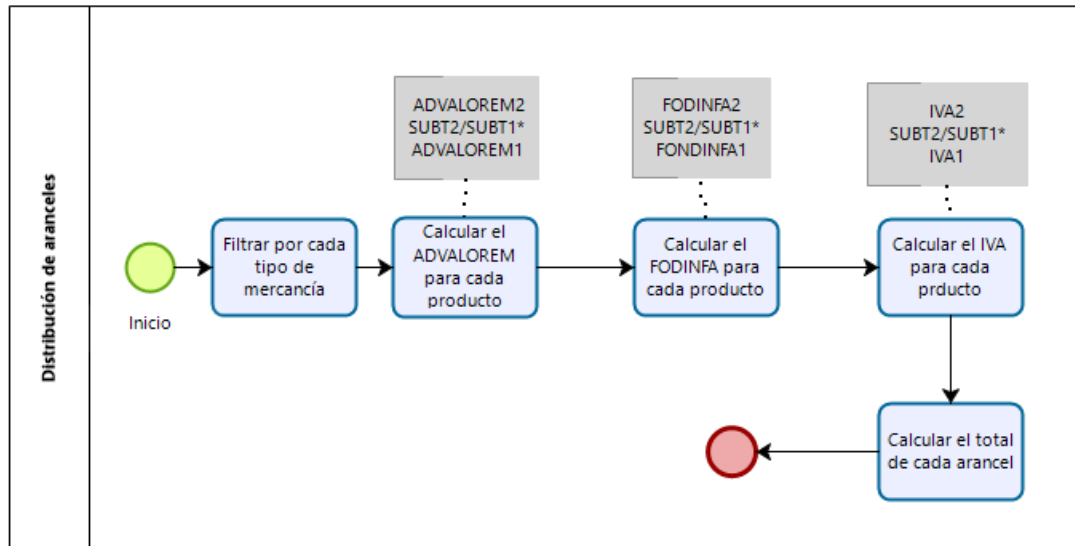 Distribución de aranceles
Inicio
Filtrar por cada
tipo de
mercancía
ADVALOREM2
SUBT2/SUBT1*
ADVALOREM1
Calcular el
ADVALOREM
para cada
producto
FODINFA2
SUBT2/SUBT1*
FONDINFA1
Calcular el
FODINFA para
cada producto
IVA2
SUBT2/SUBT1*
IVA1
Calcular el IVA
para cada
prducto
Calcular el total
de cada arancel